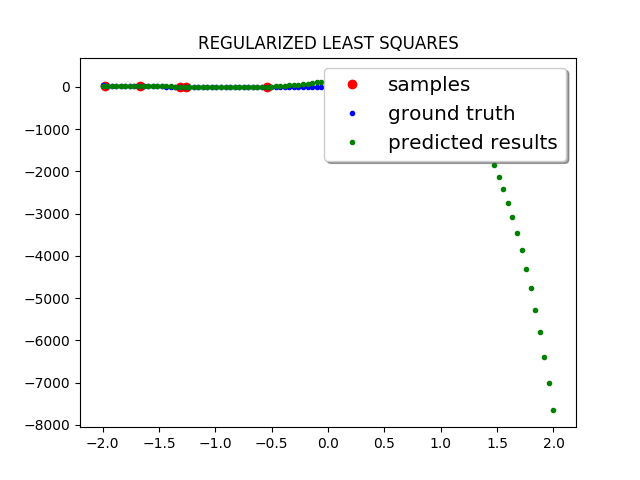 REGULARIZED LEAST SQUARES
samples
ground truth
predicted results
0
−1000
−2000
−3000
−4000
−5000
−6000
−7000
−8000
−2.0 −1.5 −1.0 −0.5 0.0 0.5 1.0 1.5 2.0